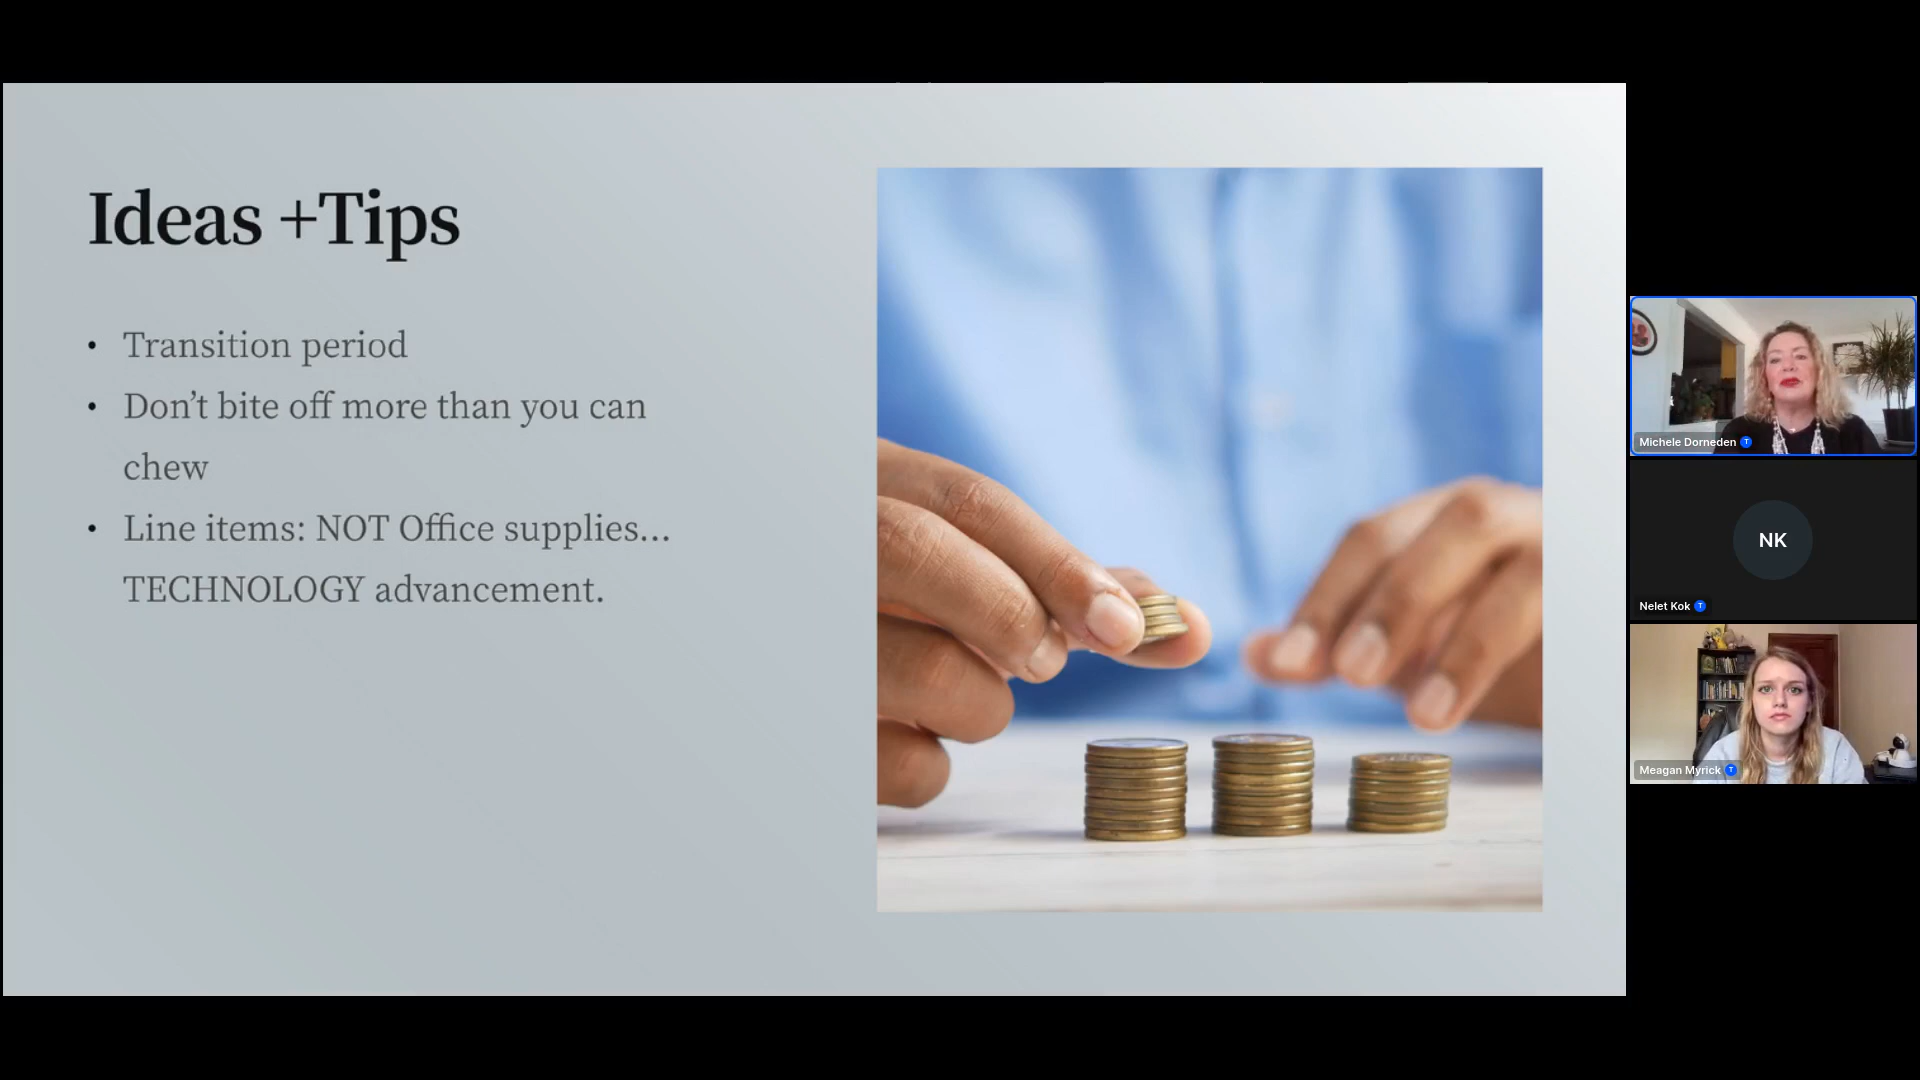 Ideas +Tips
• Transition period
• Don’t bite off more than you can
chew
• Line items: NOT Office supplies...
TECHNOLOGY advancement.
Michele Dorneden T
NK
Nelet Kok T
Meagan Myrick T